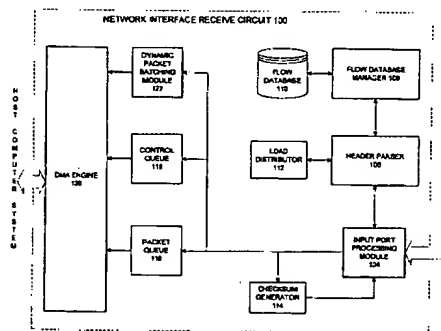 NETWORK INTERFACE RECEIVE CIRCUIT 100
HOST COMPUTER SYSTEM
DMA ENGINE
DYNAMIC
PACKET
BATCHING
MODULE
122
CONTROL
QUEUE
118
PACKET
QUEUE
116
FLOW
DATABASE
110
FLOW DATABASE
MANAGER 108
LOAD
DISTRIBUTOR
112
HEADER PARSER
106
INPUT PORT
PROCESSING
MODULE
104
CHECKSUM
GENERATOR
114